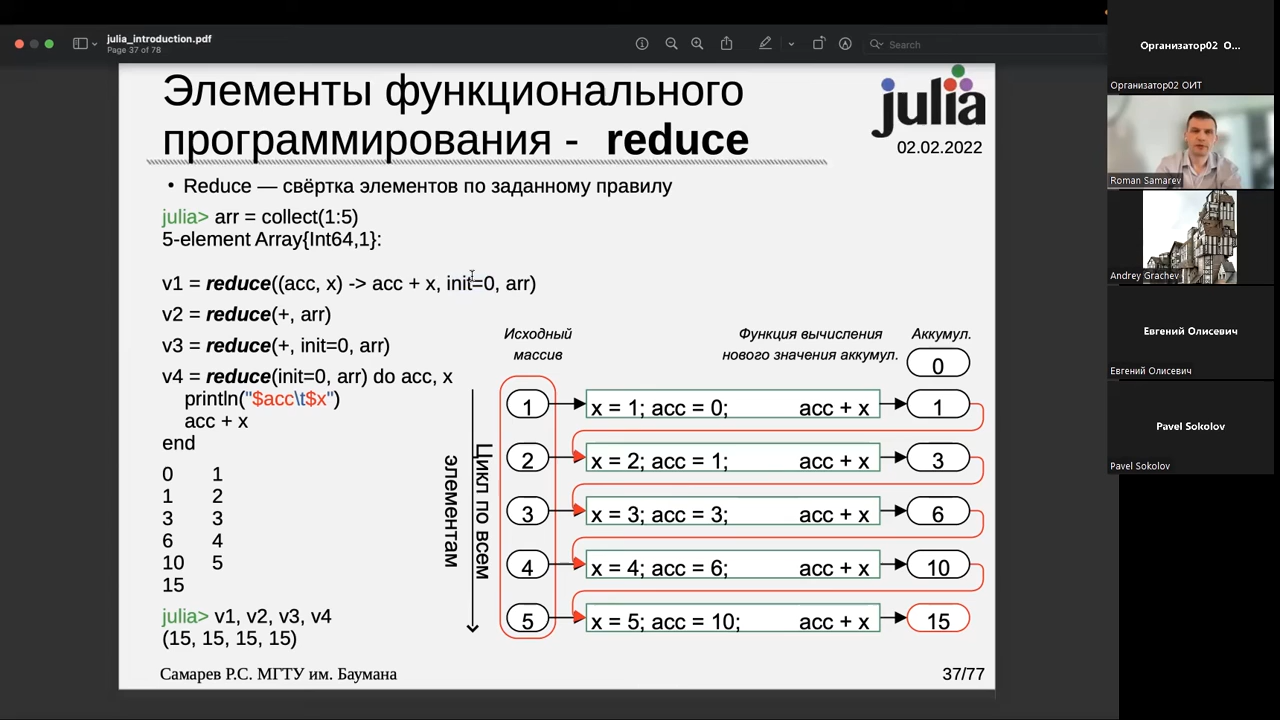 julia_introduction.pdf
Page 37 of 78
Search
Элементы функционального
программирования - reduce
julia
02.02.2022
• Reduce — свёртка элементов по заданному правилу
julia> arr = collect(1:5)
5-element Array{Int64,1}:
v1 = reduce((acc, x) -> acc + x, init=0, arr)
v2 = reduce(+, arr)
v3 = reduce(+, init=0, arr)
v4 = reduce(init=0, arr) do acc, x
println("$acc\t$x")
acc + x
end
0 1
1 2
3 3
6 4
10 5
15
julia> v1, v2, v3, v4
(15, 15, 15, 15)
Исходный
массив
Функция вычисления
нового значения аккумул.
Аккумул.
0
1 x = 1; acc = 0; acc + x 1
2 x = 2; acc = 1; acc + x 3
3 x = 3; acc = 3; acc + x 6
4 x = 4; acc = 6; acc + x 10
5 x = 5; acc = 10; acc + x 15
Цикл по всем
элементам
Самарев Р.С. МГТУ им. Баумана
37/77
Организатор02 О...
Организатор02 ОИТ
Roman Samarev
Andrey Grachev
Евгений Олисевич
Евгений Олисевич
Pavel Sokolov
Pavel Sokolov